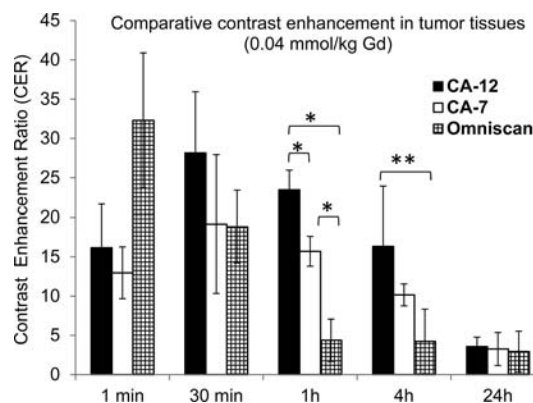 Comparative contrast enhancement in tumor tissues
(0.04 mmol/kg Gd)
Contrast Enhancement Ratio (CER)
45
40
35
30
25
20
15
10
5
0
CA-12
CA-7
Omniscan
*
*
*
**
1 min
30 min
1h
4h
24h